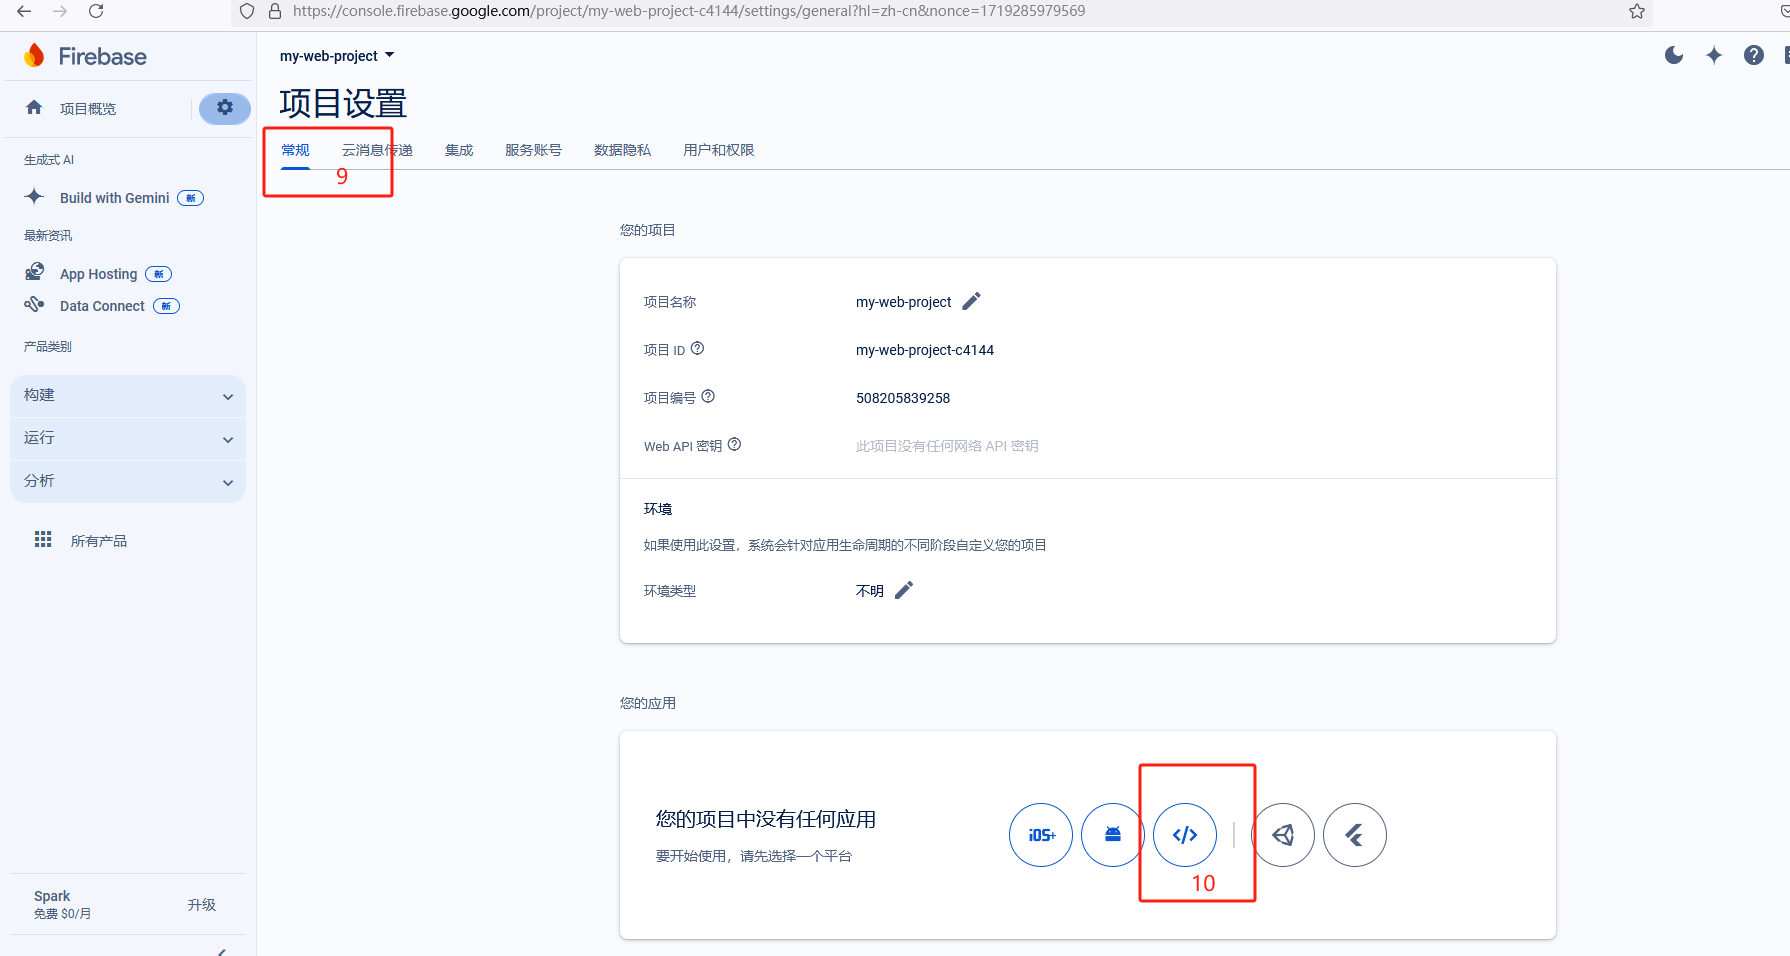 https://console.firebase.google.com/project/my-web-project-c4144/settings/general?hl=zh-cn&nonce=1719285979569
Firebase
my-web-project
项目概览
项目设置
常规 云消息传递 集成 服务账号 数据隐私 用户和权限
9
生成式 AI
Build with Gemini 新
最新资讯
App Hosting 新
Data Connect 新
产品类别
构建
运行
分析
所有产品
Spark
免费 $0/月
升级
您的项目
项目名称 my-web-project
项目 ID my-web-project-c4144
项目编号 508205839258
Web API 密钥 此项目没有任何网络 API 密钥
环境
如果使用此设置，系统会针对应用生命周期的不同阶段自定义您的项目
环境类型 不明
您的应用
您的项目中没有任何应用
要开始使用，请先选择一个平台
iOS+
10